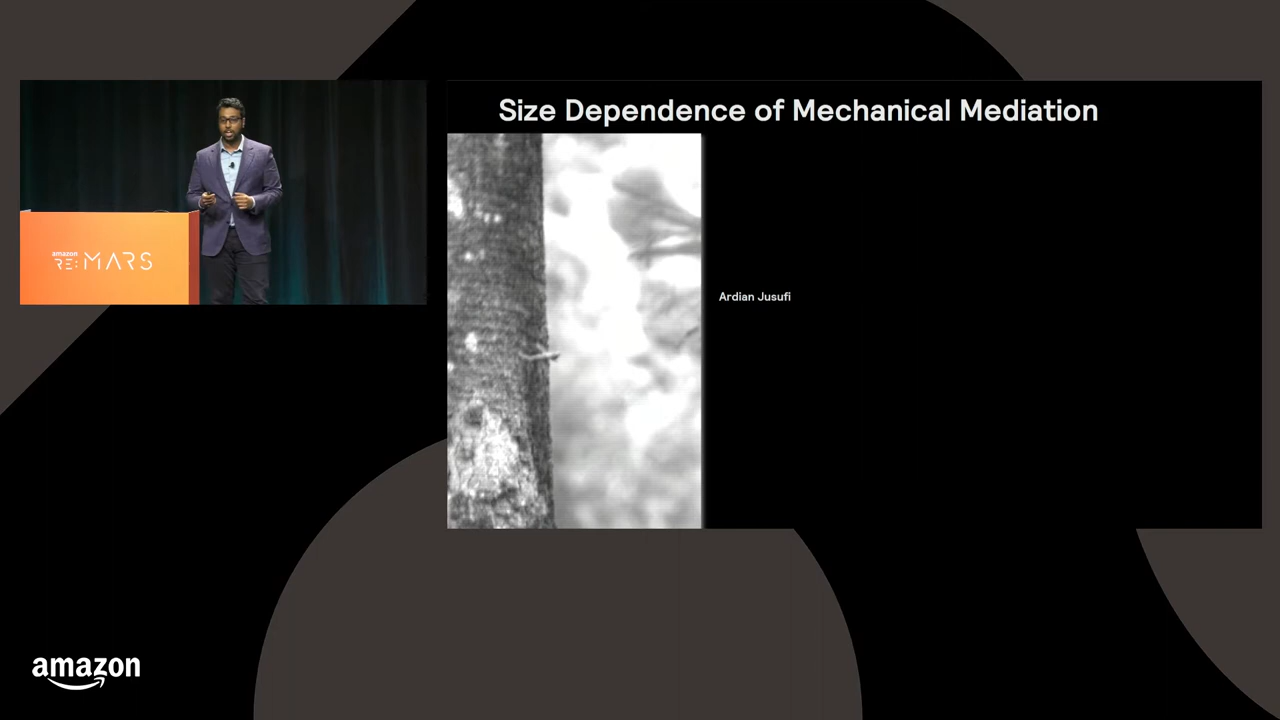 Size Dependence of Mechanical Mediation
Ardian Jusufi
amazon
RE:MARS
amazon